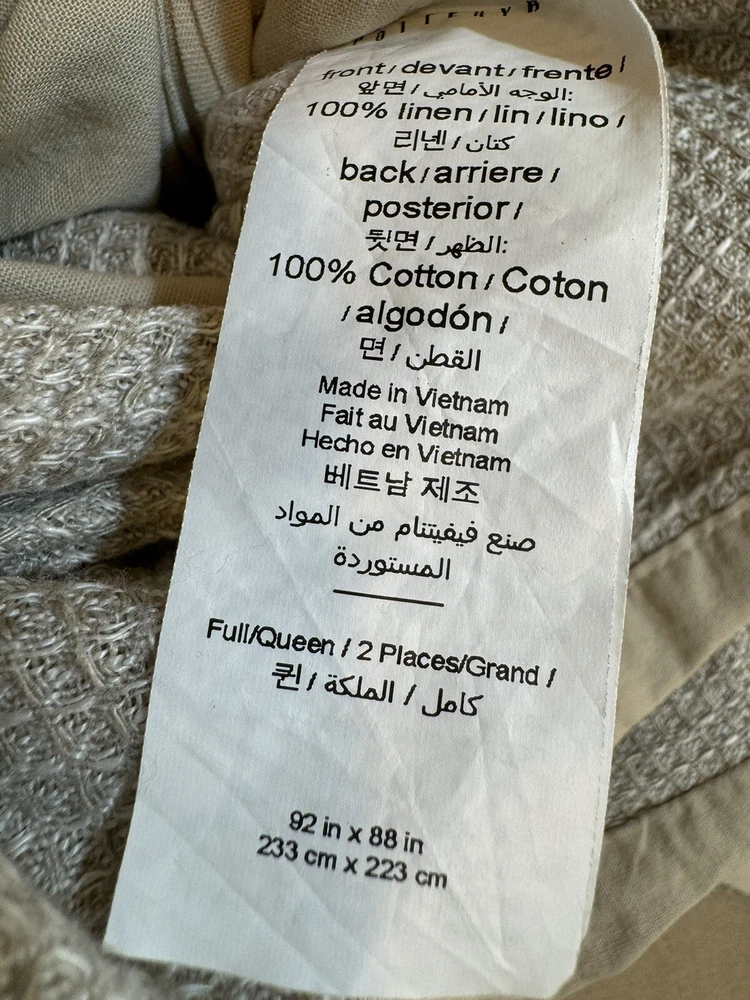 front / devant / frente /
앞면 / الوجه الأمامي:
100% linen / lin / lino /
리넨 / كتان
back / arriere /
posterior /
뒷면 / الظهر:
100% Cotton / Coton
/ algodón /
면 / القطن
Made in Vietnam
Fait au Vietnam
Hecho en Vietnam
베트남 제조
صنع فيفيتنام من المواد
المستوردة
Full/Queen / 2 Places/Grand /
퀸 / كامل / الملكة
92 in x 88 in
233 cm x 223 cm